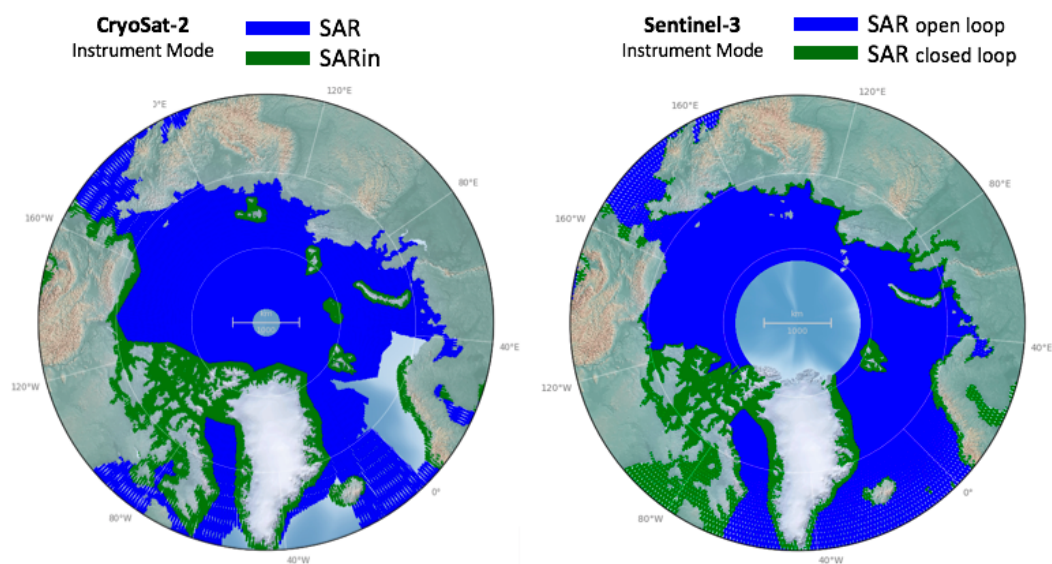 CryoSat-2
Instrument Mode
SAR
SARin
Sentinel-3
Instrument Mode
SAR open loop
SAR closed loop
120°E
0°E
80°E
160°W
40°E
120°W
0°
80°W
40°W
120°E
160°E
80°E
160°W
km
1000
40°E
120°W
0°
80°W
40°W